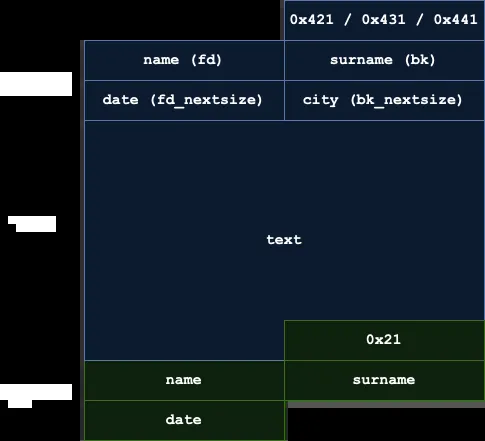 0x421 / 0x431 / 0x441
name (fd) surname (bk)
date (fd_nextsize) city (bk_nextsize)
text
0x21
name surname
date